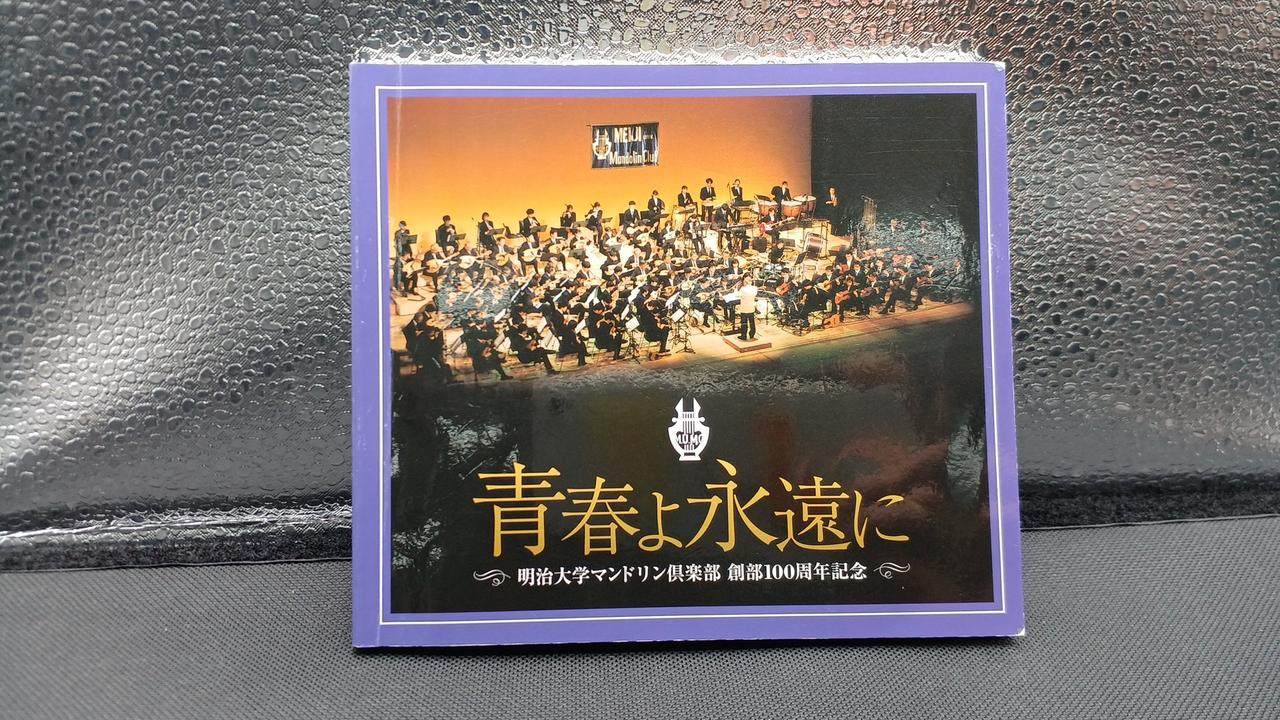 MEIJI
Mandolin Club
M.U.M.C
青春よ永遠に
明治大学マンドリン倶楽部 創部100周年記念